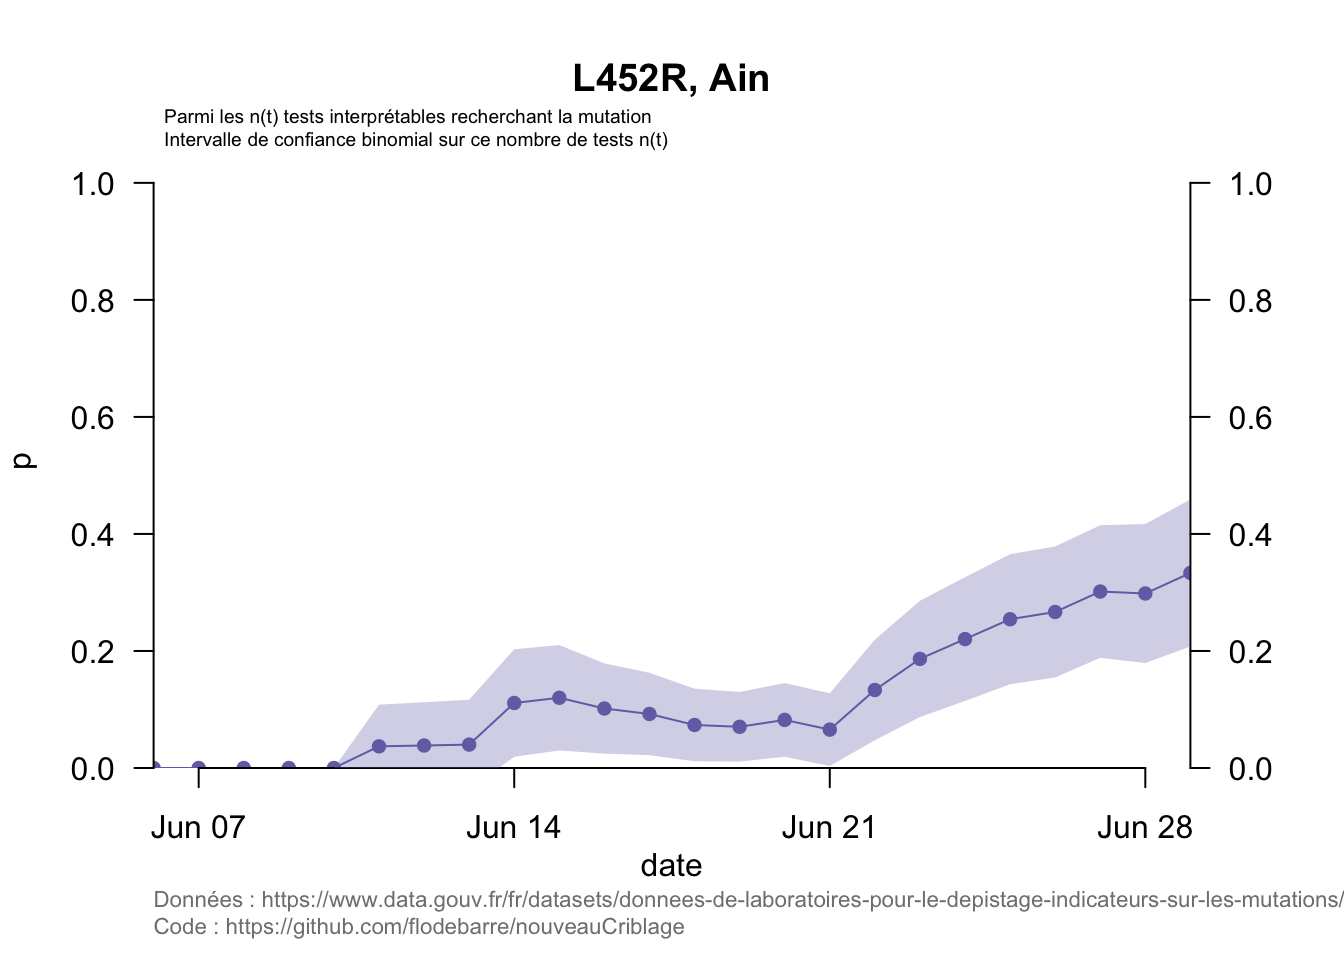 L452R, Ain
Parmi les n(t) tests interprétables recherchant la mutation
Intervalle de confiance binomial sur ce nombre de tests n(t)
1.0
0.8
0.6
0.4
0.2
0.0
p
1.0
0.8
0.6
0.4
0.2
0.0
Jun 07
Jun 14
Jun 21
Jun 28
date
Données : https://www.data.gouv.fr/fr/datasets/donnees-de-laboratoires-pour-le-depistage-indicateurs-sur-les-mutations/
Code : https://github.com/flodebarre/nouveauCriblage